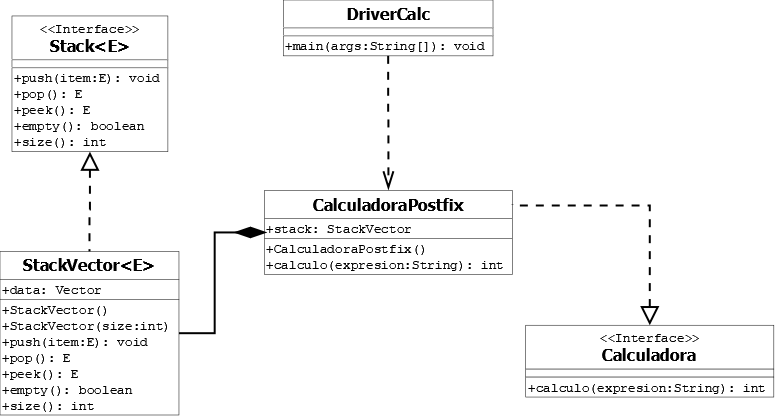 <<Interface>>
Stack<E>
+push(item:E): void
+pop(): E
+peek(): E
+empty(): boolean
+size(): int
DriverCalc
+main(args:String[]): void
CalculadoraPostfix
+stack: StackVector
+CalculadoraPostfix()
+calculo(expresion:String): int
StackVector<E>
+data: Vector
+StackVector()
+StackVector(size:int)
+push(item:E): void
+pop(): E
+peek(): E
+empty(): boolean
+size(): int
<<Interface>>
Calculadora
+calculo(expresion:String): int